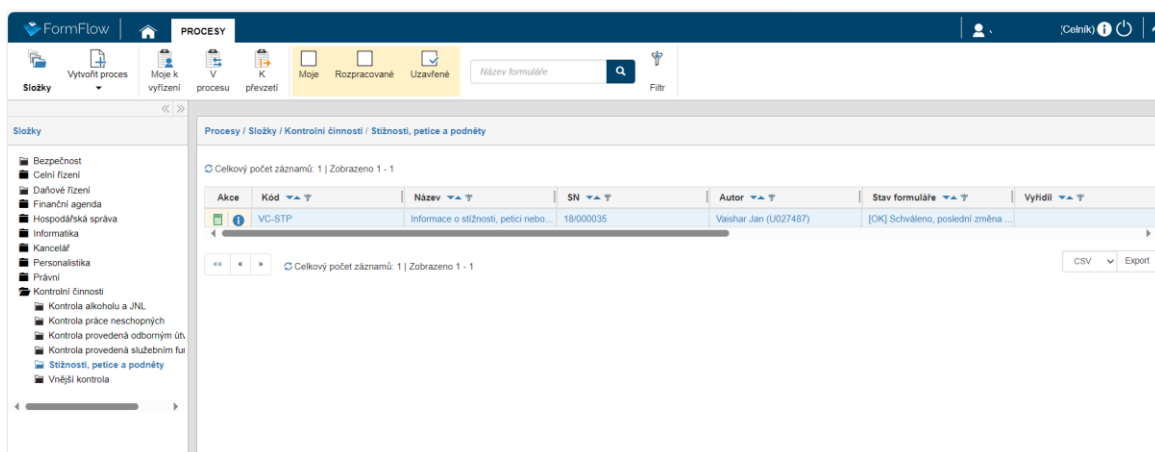 FormFlow
PROCESY
(Celník)
Složky
Vytvořit proces
Moje k vyřízení
V procesu
K převzetí
Moje
Rozpracované
Uzavřené
Název formuláře
Filtr
Složky
Procesy / Složky / Kontrolní činnosti / Stížnosti, petice a podněty
Bezpečnost
Celní řízení
Daňové řízení
Finanční agenda
Hospodářská správa
Informatika
Kancelář
Personalistika
Právní
Kontrolní činnosti
Kontrola alkoholu a JNL
Kontrola práce neschopných
Kontrola provedená odborným útv
Kontrola provedená služebním fun
Stížnosti, petice a podněty
Vnější kontrola
Celkový počet záznamů: 1 | Zobrazeno 1 - 1
Akce Kód Název SN Autor Stav formuláře Vyřídil
VC-STP Informace o stížnosti, petici nebo... 18/000035 Vaishar Jan (U027487) [OK] Schváleno, poslední změna ...
«« « » Celkový počet záznamů: 1 | Zobrazeno 1 - 1
CSV Export